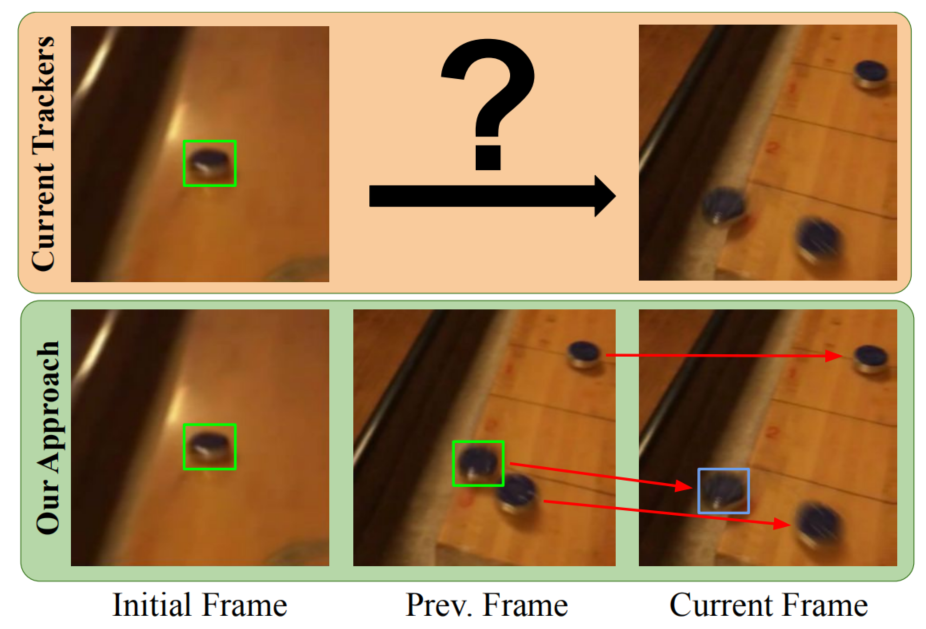 Current Trackers
?
Our Approach
Initial Frame
Prev. Frame
Current Frame